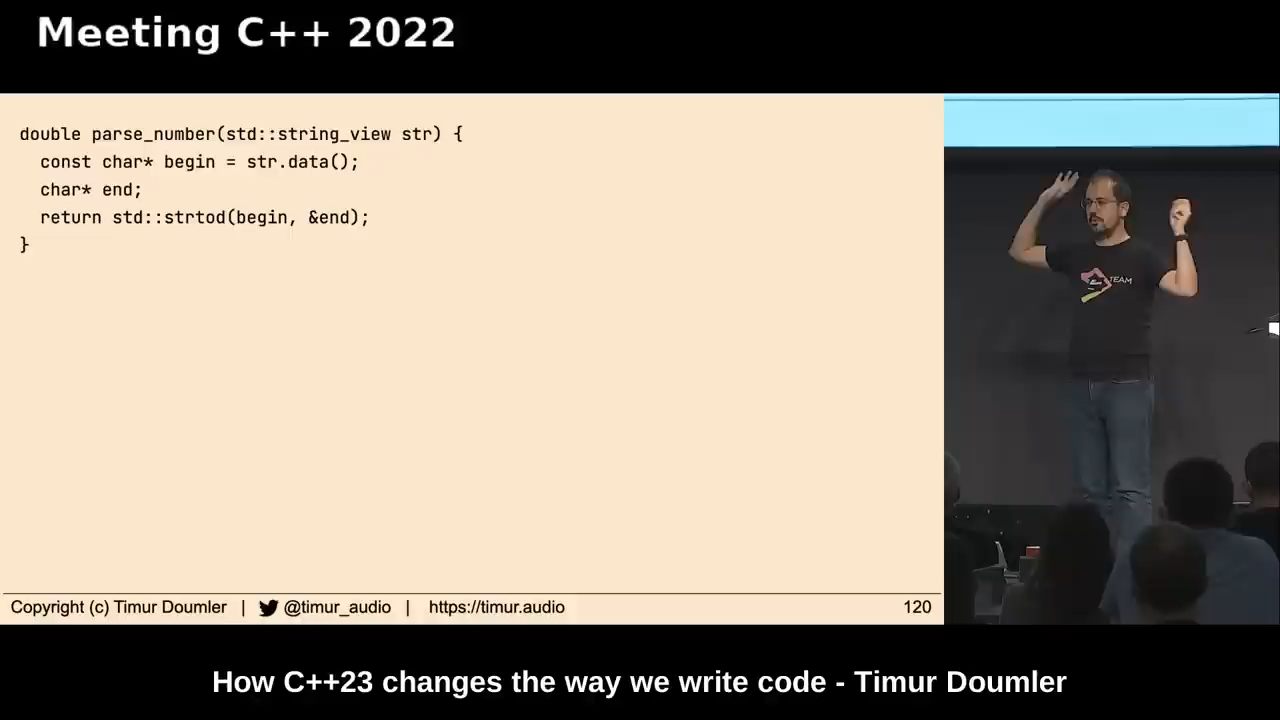 Meeting C++ 2022
double parse_number(std::string_view str) {
  const char* begin = str.data();
  char* end;
  return std::strtod(begin, &end);
}
TEAM
Copyright (c) Timur Doumler | @timur_audio | https://timur.audio
120
How C++23 changes the way we write code - Timur Doumler